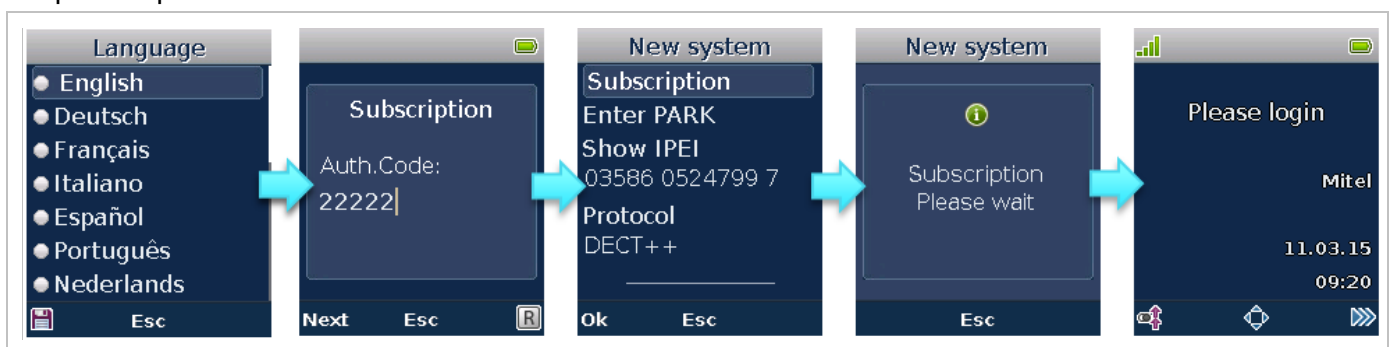 Language
English
Deutsch
Français
Italiano
Español
Português
Nederlands
Esc
Subscription
Auth.Code:
22222
Next Esc R
New system
Subscription
Enter PARK
Show IPEI
03586 0524799 7
Protocol
DECT++
Ok Esc
New system
Subscription
Please wait
Esc
Please login
Mitel
11.03.15
09:20